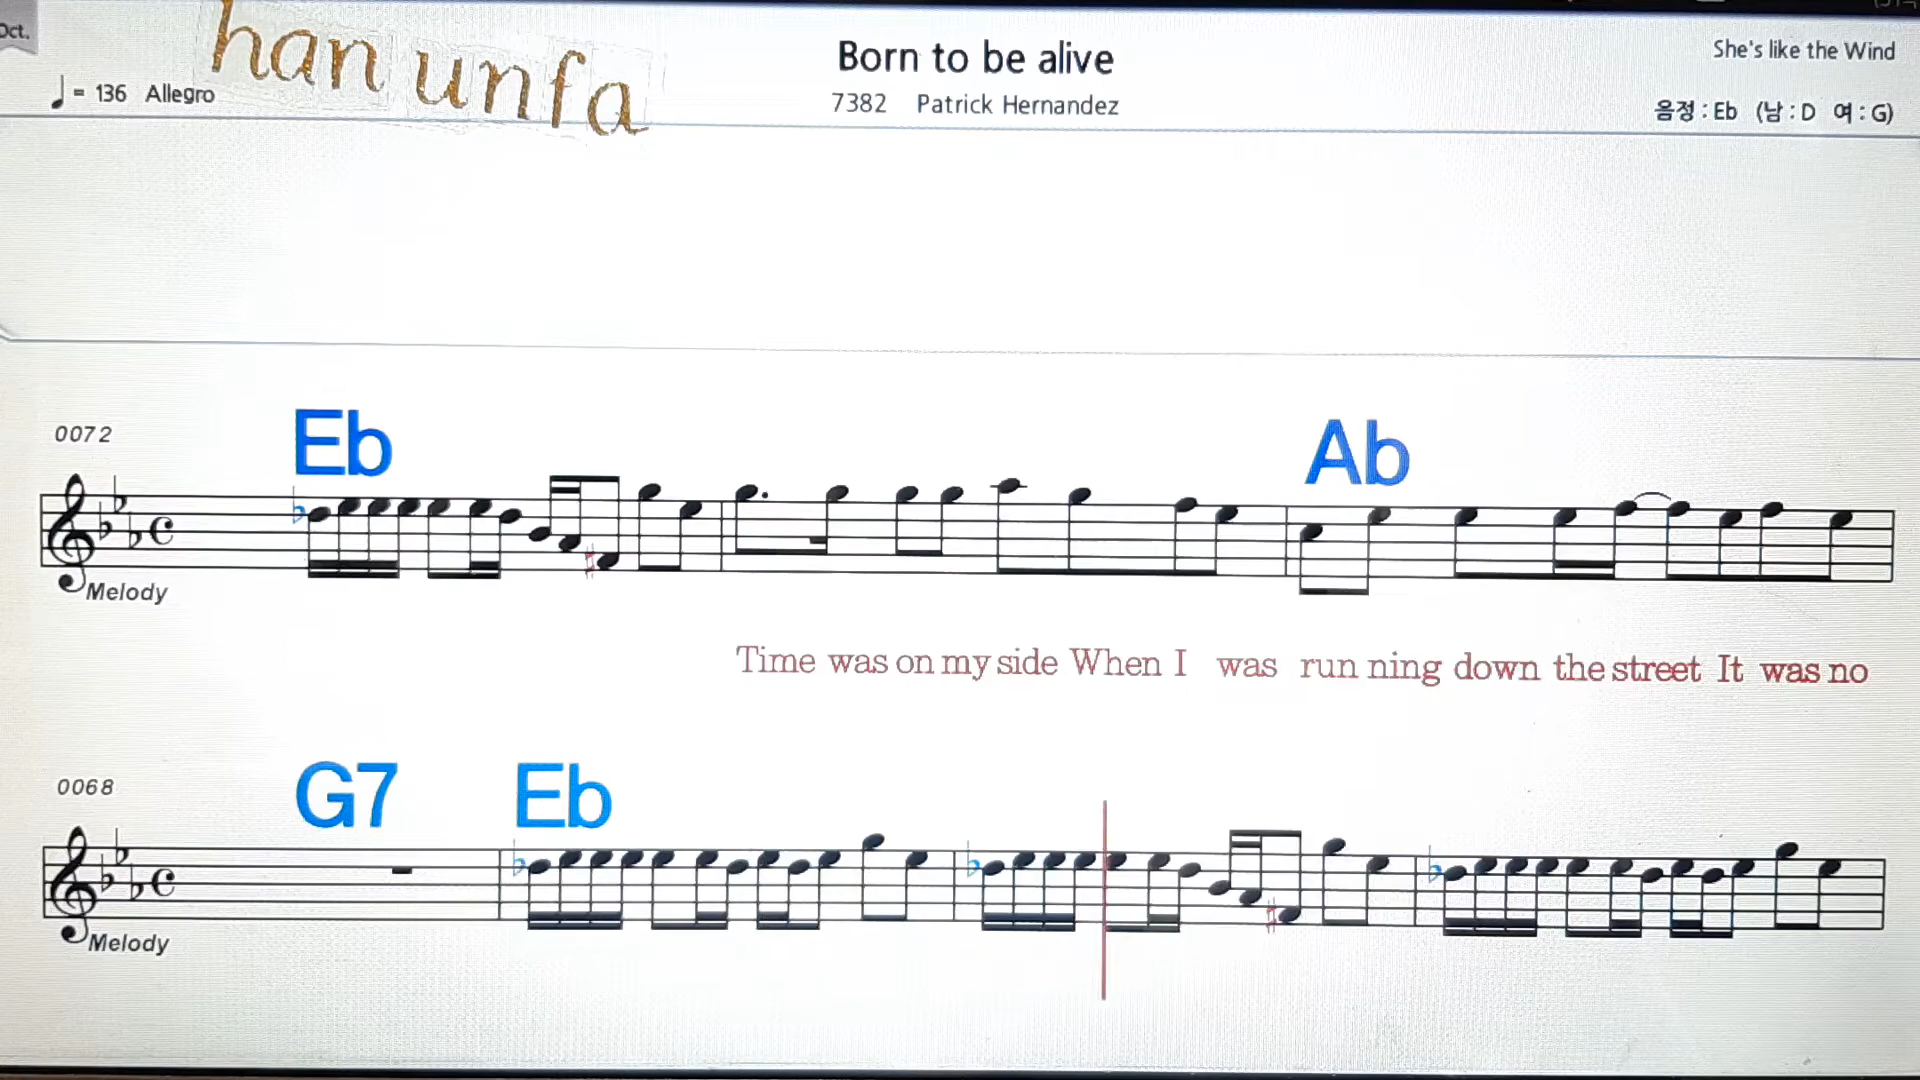 Oct.
han unfa
♩= 136 Allegro
Born to be alive
7382 Patrick Hernandez
She's like the Wind
음정 : Eb (남 : D 여 : G)
0072
Eb Ab
Melody
Time was on my side When I was run ning down the street It was no
0068
G7 Eb
Melody